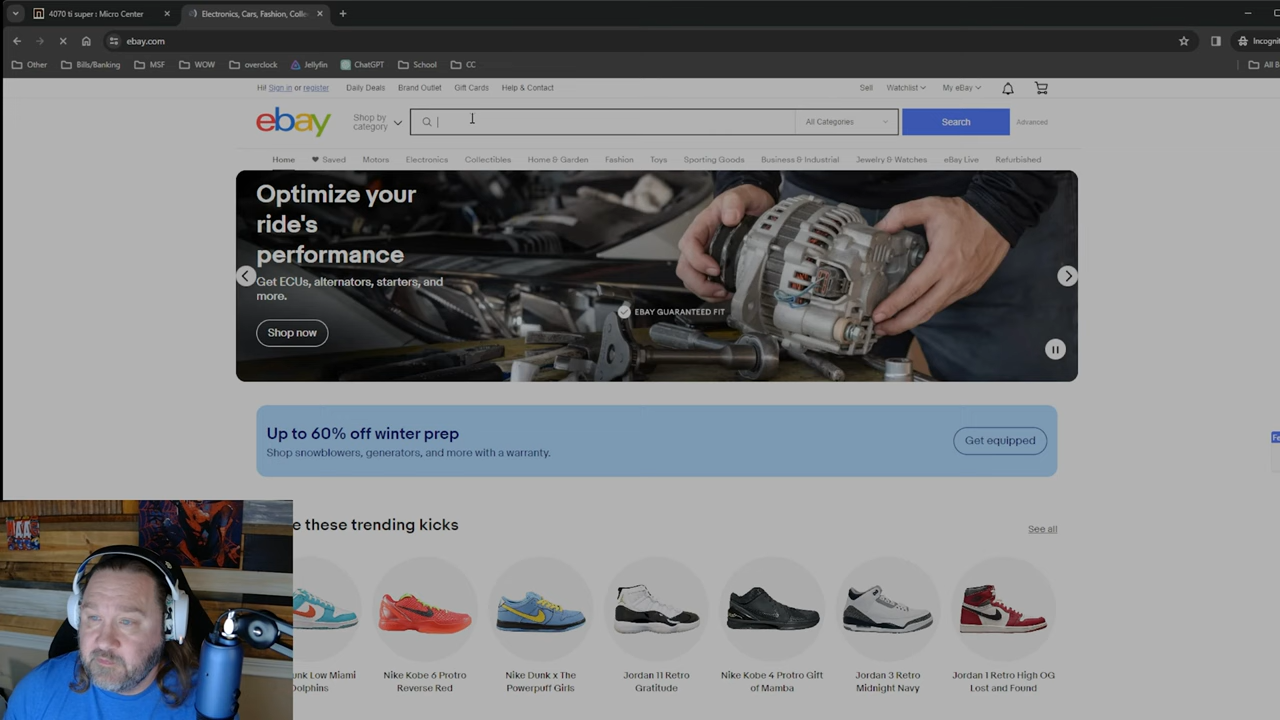 4070 ti super : Micro Center
Electronics, Cars, Fashion, Colle
ebay.com
Incognit
Other
Bills/Banking
MSF
WOW
overclock
Jellyfin
ChatGPT
School
CC
All B
Hi! Sign in or register
Daily Deals
Brand Outlet
Gift Cards
Help & Contact
Sell
Watchlist
My eBay
ebay
Shop by
category
All Categories
Search
Advanced
Home
Saved
Motors
Electronics
Collectibles
Home & Garden
Fashion
Toys
Sporting Goods
Business & Industrial
Jewelry & Watches
eBay Live
Refurbished
Optimize your
ride's
performance
Get ECUs, alternators, starters, and
more.
EBAY GUARANTEED FIT
Shop now
Up to 60% off winter prep
Shop snowblowers, generators, and more with a warranty.
Get equipped
Fe
e these trending kicks
See all
unk Low Miami
Dolphins
Nike Kobe 6 Protro
Reverse Red
Nike Dunk x The
Powerpuff Girls
Jordan 11 Retro
Gratitude
Nike Kobe 4 Protro Gift
of Mamba
Jordan 3 Retro
Midnight Navy
Jordan 1 Retro High OG
Lost and Found